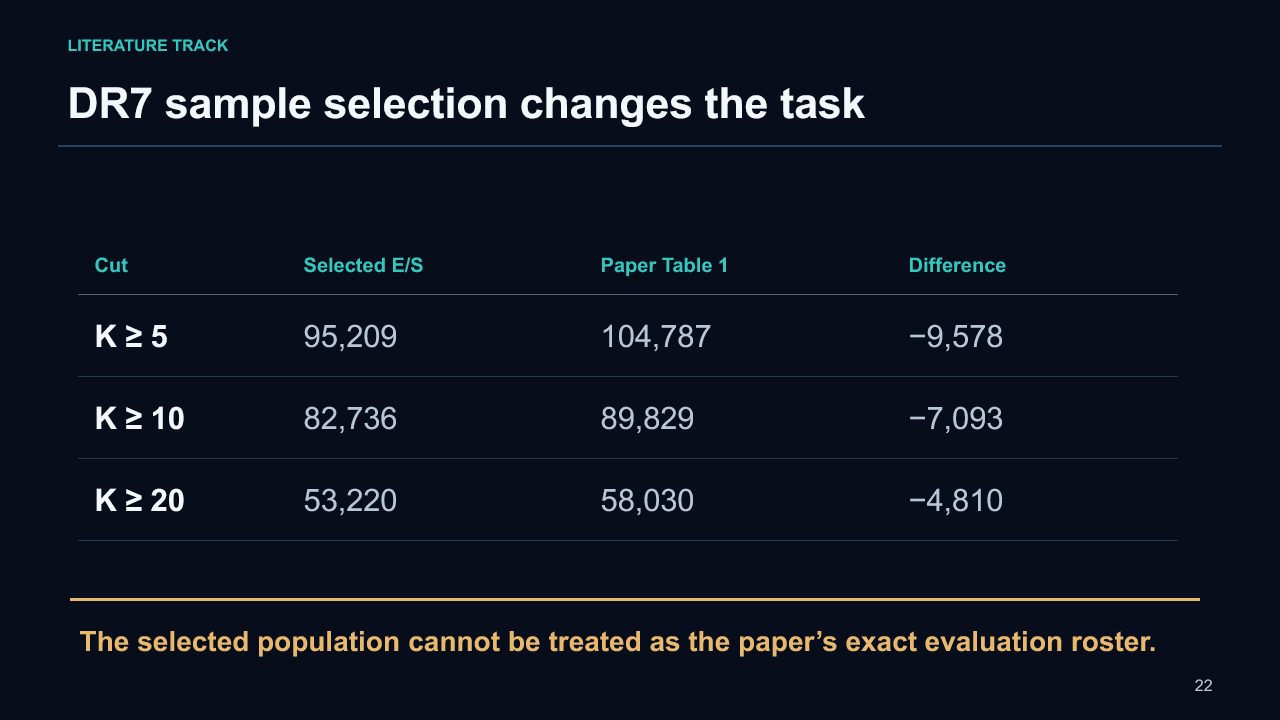 LITERATURE TRACK
DR7 sample selection changes the task
Cut Selected E/S Paper Table 1 Difference
K ≥ 5 95,209 104,787 −9,578
K ≥ 10 82,736 89,829 −7,093
K ≥ 20 53,220 58,030 −4,810
The selected population cannot be treated as the paper’s exact evaluation roster.
22